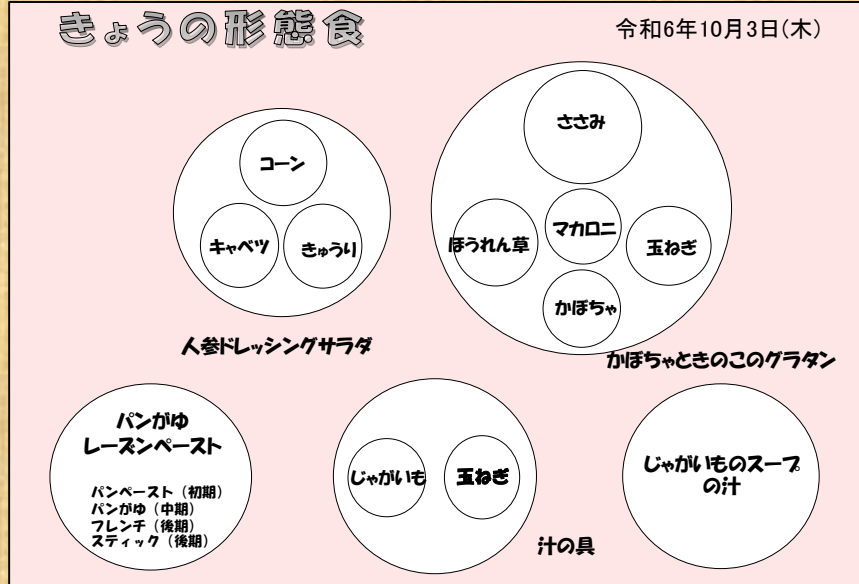 きょうの形態食
令和6年10月3日(木)
コーン
キャベツ
きゅうり
人参ドレッシングサラダ
ささみ
ほうれん草
マカロニ
玉ねぎ
かぼちゃ
かぼちゃときのこのグラタン
パンがゆ
レーズンペースト
パンペースト（初期）
パンがゆ（中期）
フレンチ（後期）
スティック（後期）
じゃがいも
玉ねぎ
汁の具
じゃがいものスープ
の汁